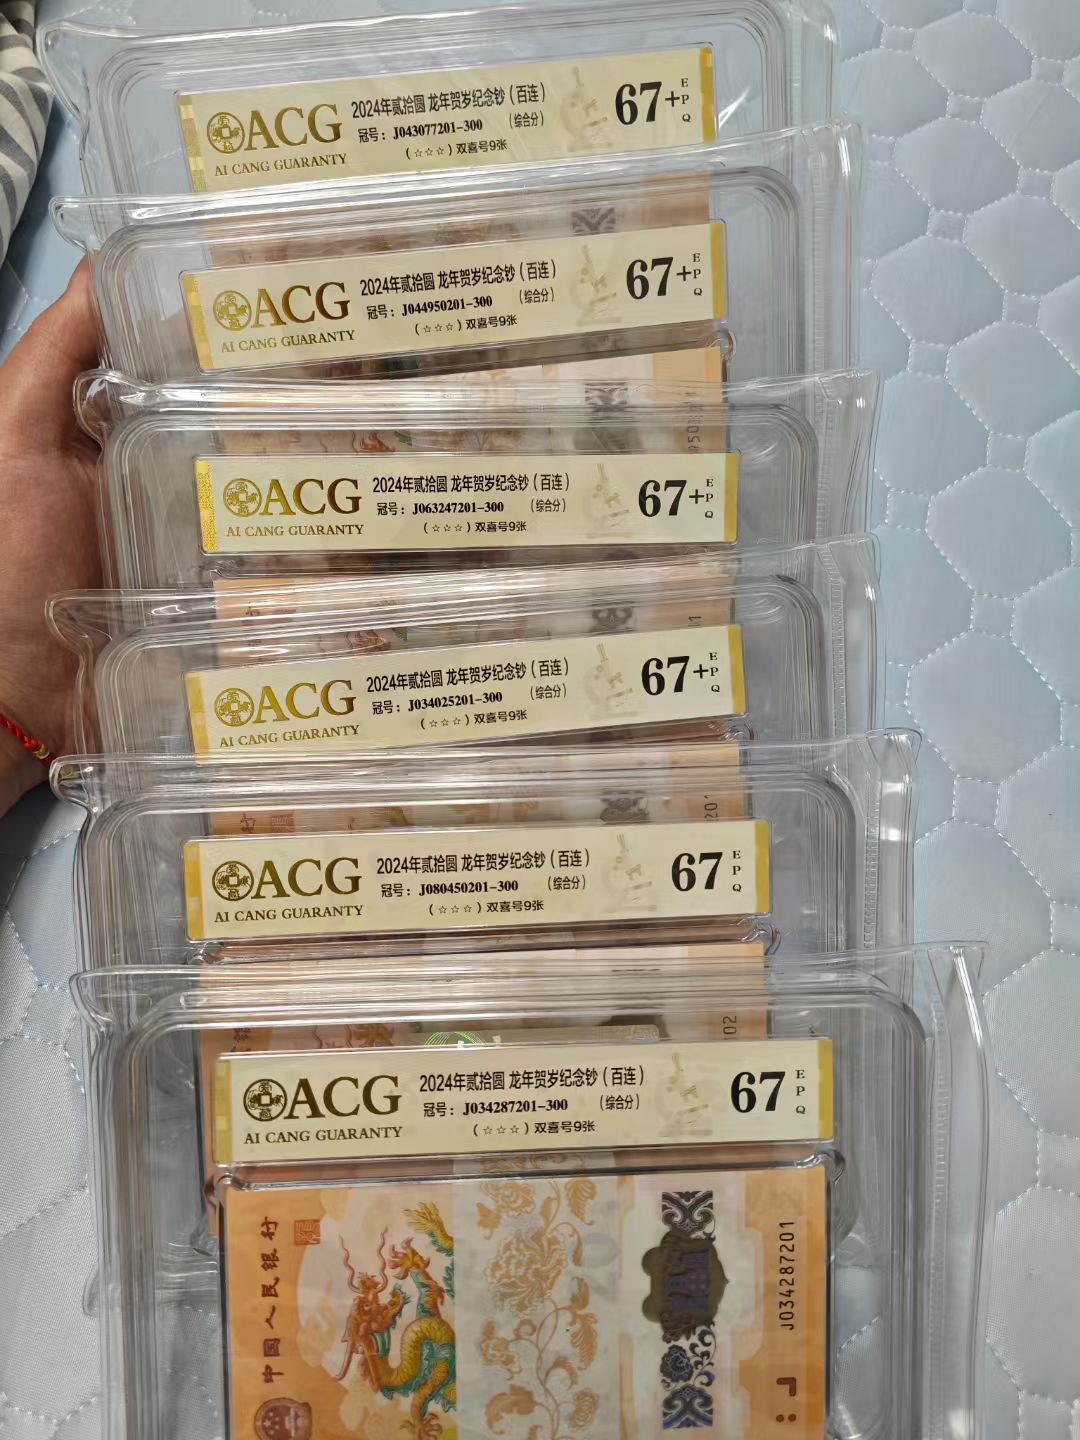 ACG
AI CANG GUARANTY
2024年贰拾圆 龙年贺岁纪念钞(百连)
冠号: J043077201-300 (综合分)
(☆☆☆)双喜号9张
67+
EPQ
ACG
AI CANG GUARANTY
2024年贰拾圆 龙年贺岁纪念钞(百连)
冠号: J044950201-300 (综合分)
(☆☆☆)双喜号9张
67+
EPQ
ACG
AI CANG GUARANTY
2024年贰拾圆 龙年贺岁纪念钞(百连)
冠号: J063247201-300 (综合分)
(☆☆☆)双喜号9张
67+
EPQ
ACG
AI CANG GUARANTY
2024年贰拾圆 龙年贺岁纪念钞(百连)
冠号: J034025201-300 (综合分)
(☆☆☆)双喜号9张
67+
EPQ
201
ACG
AI CANG GUARANTY
2024年贰拾圆 龙年贺岁纪念钞(百连)
冠号: J080450201-300 (综合分)
(☆☆☆)双喜号9张
67
EPQ
ACG
AI CANG GUARANTY
2024年贰拾圆 龙年贺岁纪念钞(百连)
冠号: J034287201-300 (综合分)
(☆☆☆)双喜号9张
67
EPQ
中国人民银行
J034287201